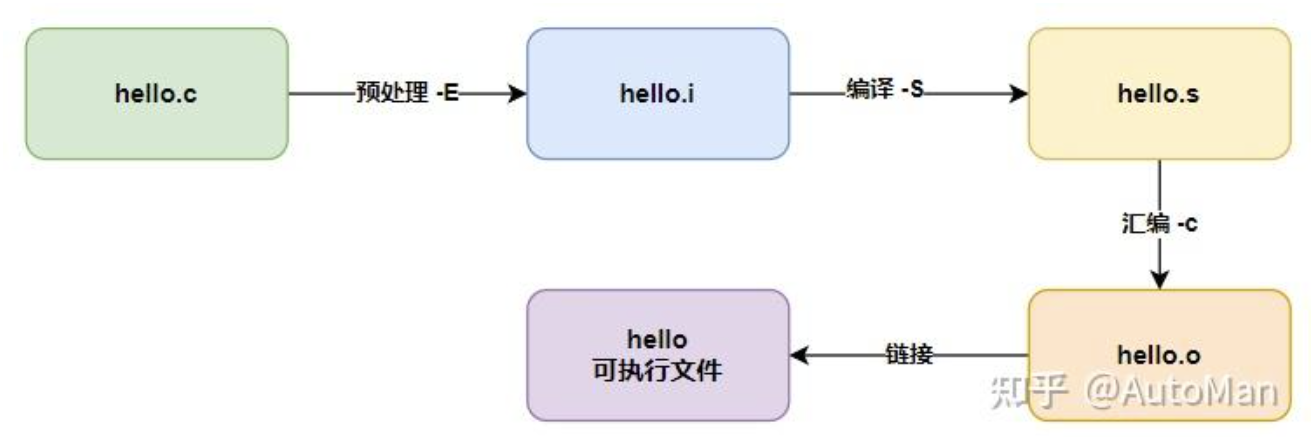 hello.c
预处理 -E
hello.i
编译 -S
hello.s
汇编 -c
hello
可执行文件
链接
hello.o
知乎 @AutoMan